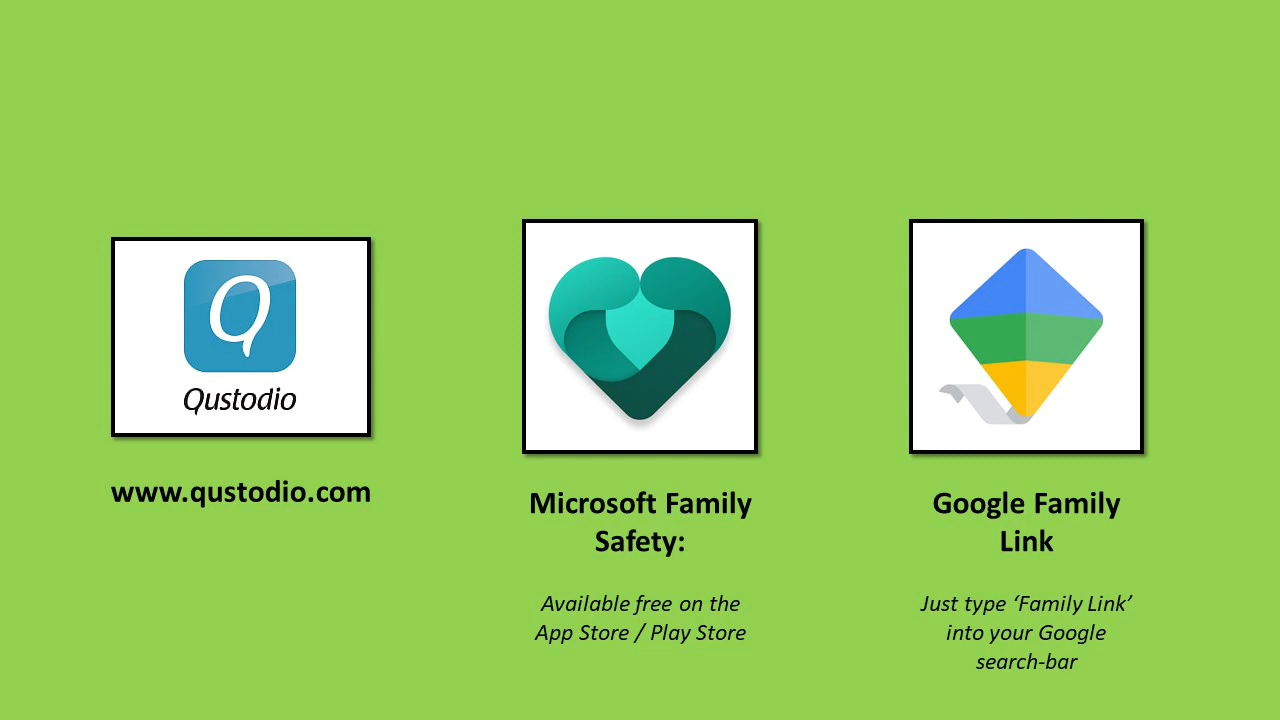 Qustodio
www.qustodio.com
Microsoft Family
Safety:
Available free on the
App Store / Play Store
Google Family
Link
Just type ‘Family Link’
into your Google
search-bar